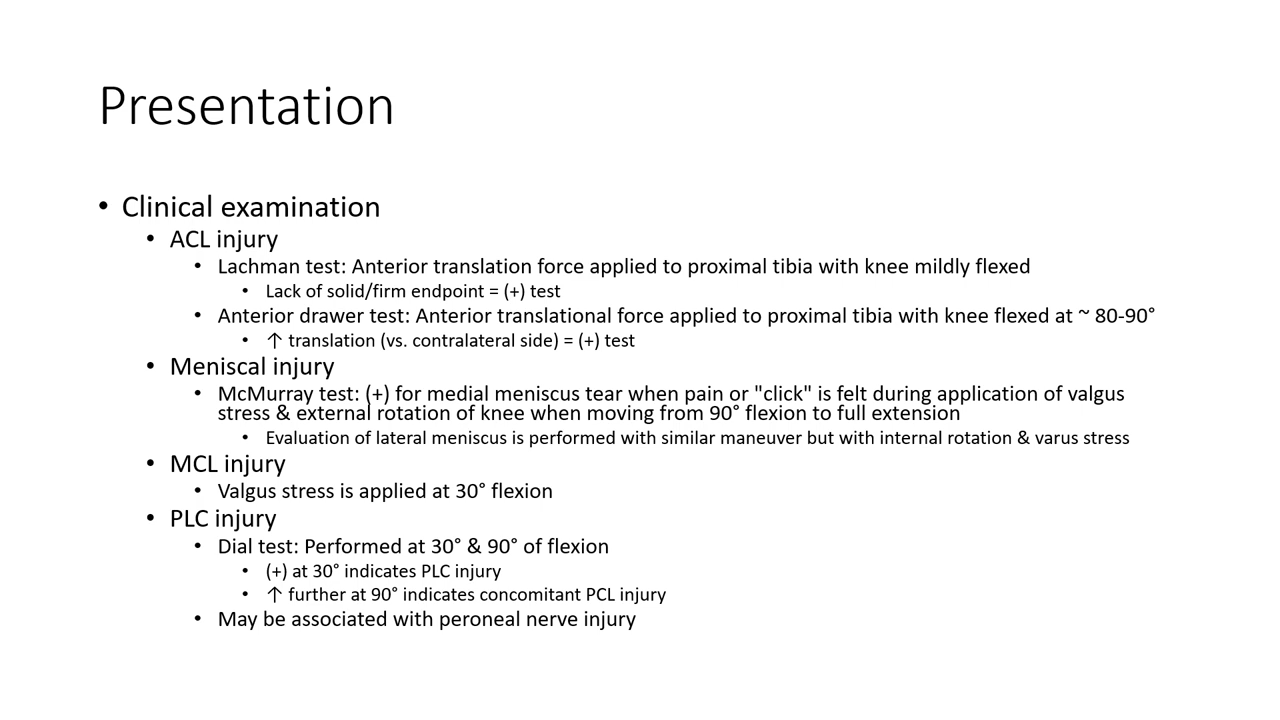 Presentation
• Clinical examination
• ACL injury
• Lachman test: Anterior translation force applied to proximal tibia with knee mildly flexed
• Lack of solid/firm endpoint = (+) test
• Anterior drawer test: Anterior translational force applied to proximal tibia with knee flexed at ~ 80-90°
• ↑ translation (vs. contralateral side) = (+) test
• Meniscal injury
• McMurray test: (+) for medial meniscus tear when pain or "click" is felt during application of valgus
stress & external rotation of knee when moving from 90° flexion to full extension
• Evaluation of lateral meniscus is performed with similar maneuver but with internal rotation & varus stress
• MCL injury
• Valgus stress is applied at 30° flexion
• PLC injury
• Dial test: Performed at 30° & 90° of flexion
• (+) at 30° indicates PLC injury
• ↑ further at 90° indicates concomitant PCL injury
• May be associated with peroneal nerve injury